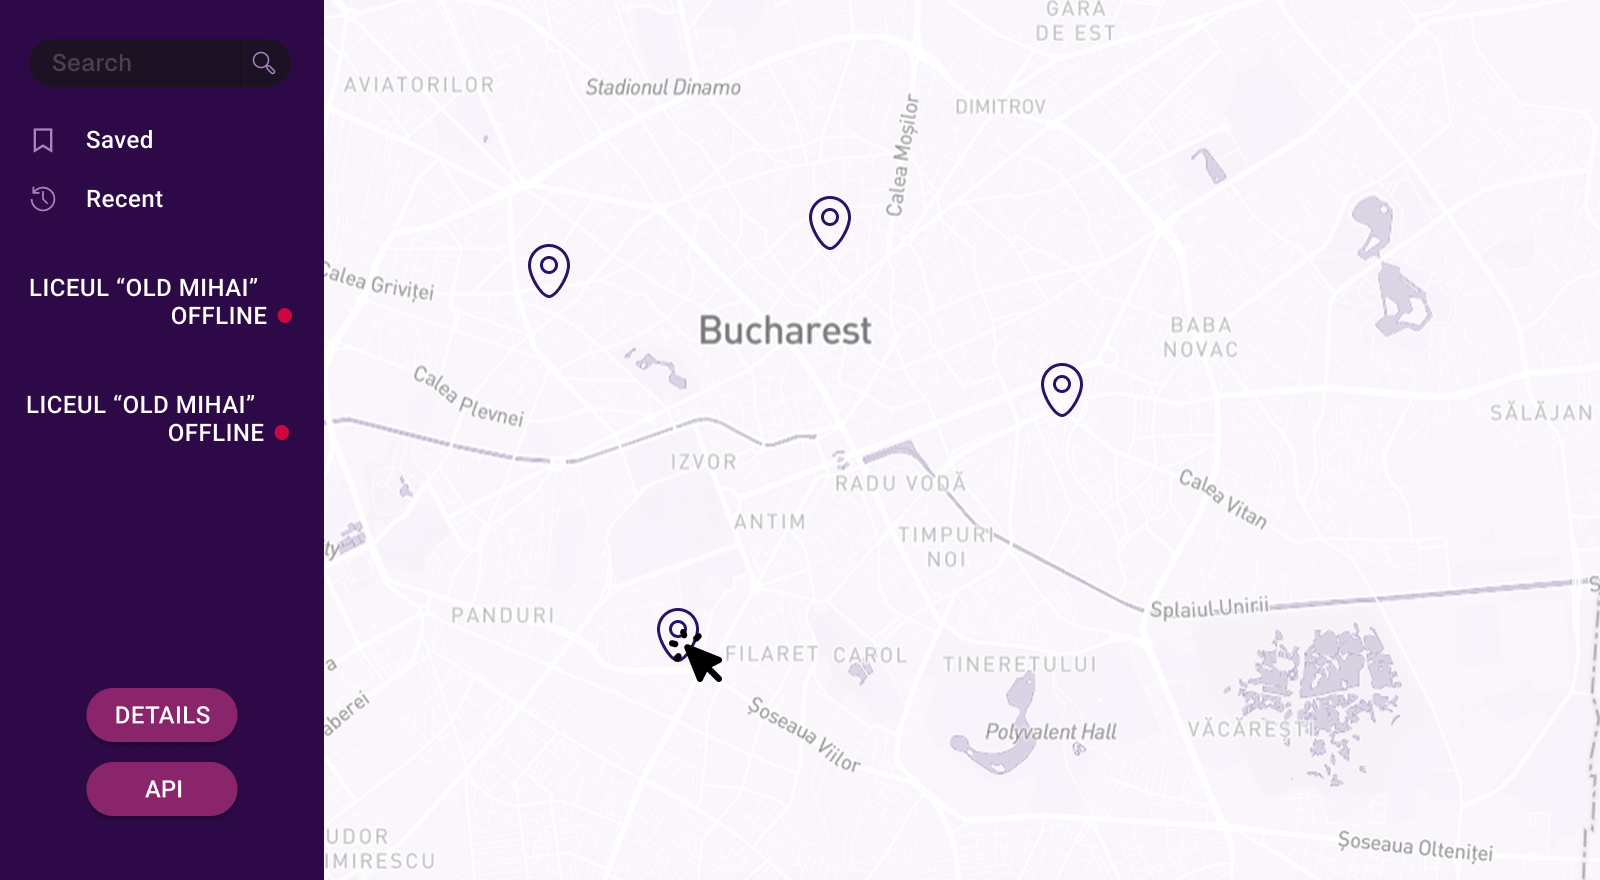 Search
Saved
Recent
LICEUL “OLD MIHAI”
OFFLINE
LICEUL “OLD MIHAI”
OFFLINE
DETAILS
API
GARA
DE EST
AVIATORILOR
Stadionul Dinamo
DIMITROV
Calea Moșilor
Calea Griviței
Bucharest
BABA
NOVAC
Calea Plevnei
SĂLĂJAN
IZVOR
RADU VODĂ
Calea Vitan
ANTIM
TIMPURI
NOI
ty
PANDURI
Splaiul Unirii
S
FILARET
CAROL
TINERETULUI
a
aberei
Șoseaua Viilor
Polyvalent Hall
VĂCĂREȘTI
UDOR
IMIRESCU
Șoseaua Olteniței